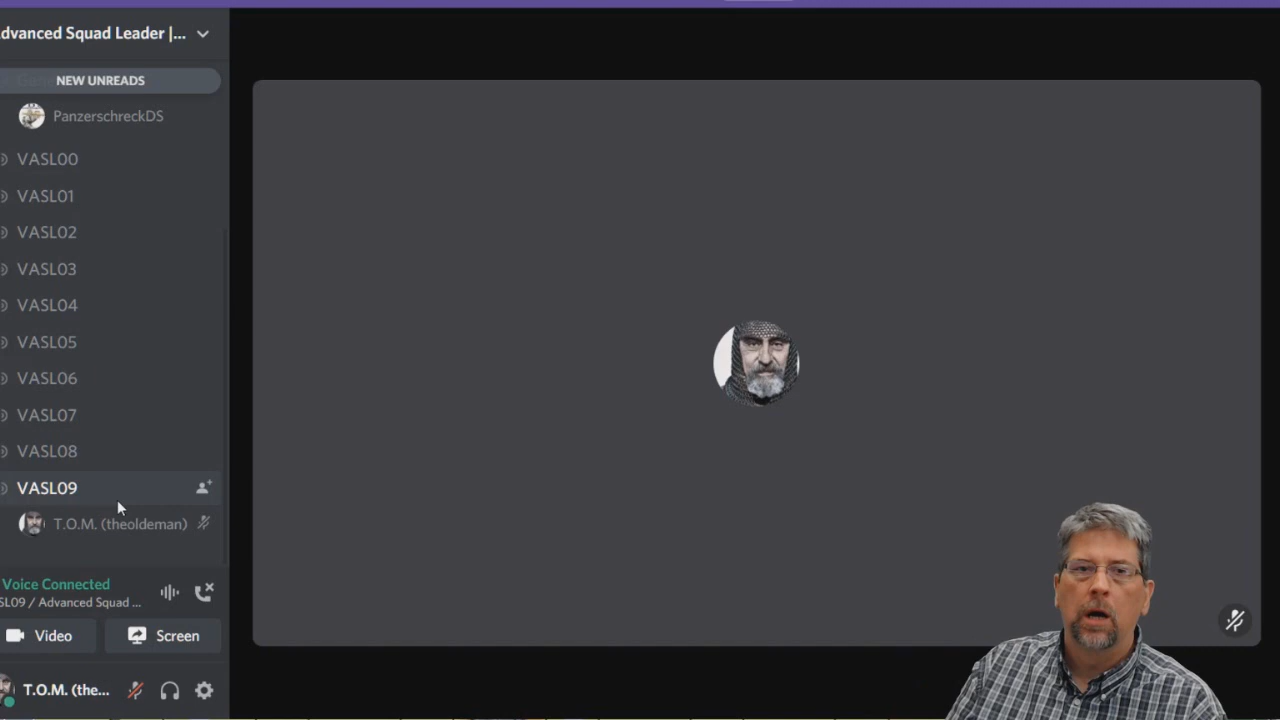 dvanced Squad Leader |...
NEW UNREADS
PanzerschreckDS
VASL00
VASL01
VASL02
VASL03
VASL04
VASL05
VASL06
VASL07
VASL08
VASL09
T.O.M. (theoldeman)
Voice Connected
SL09 / Advanced Squad ...
Video
Screen
T.O.M. (the...